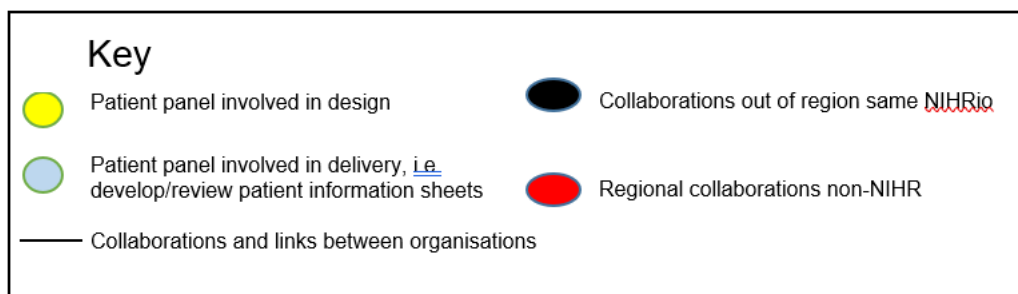 Key
Patient panel involved in design
Patient panel involved in delivery, i.e
develop/review patient information sheets
Collaborations and links between organisations
Collaborations out of region same NIHRio
Regional collaborations non-NIHR